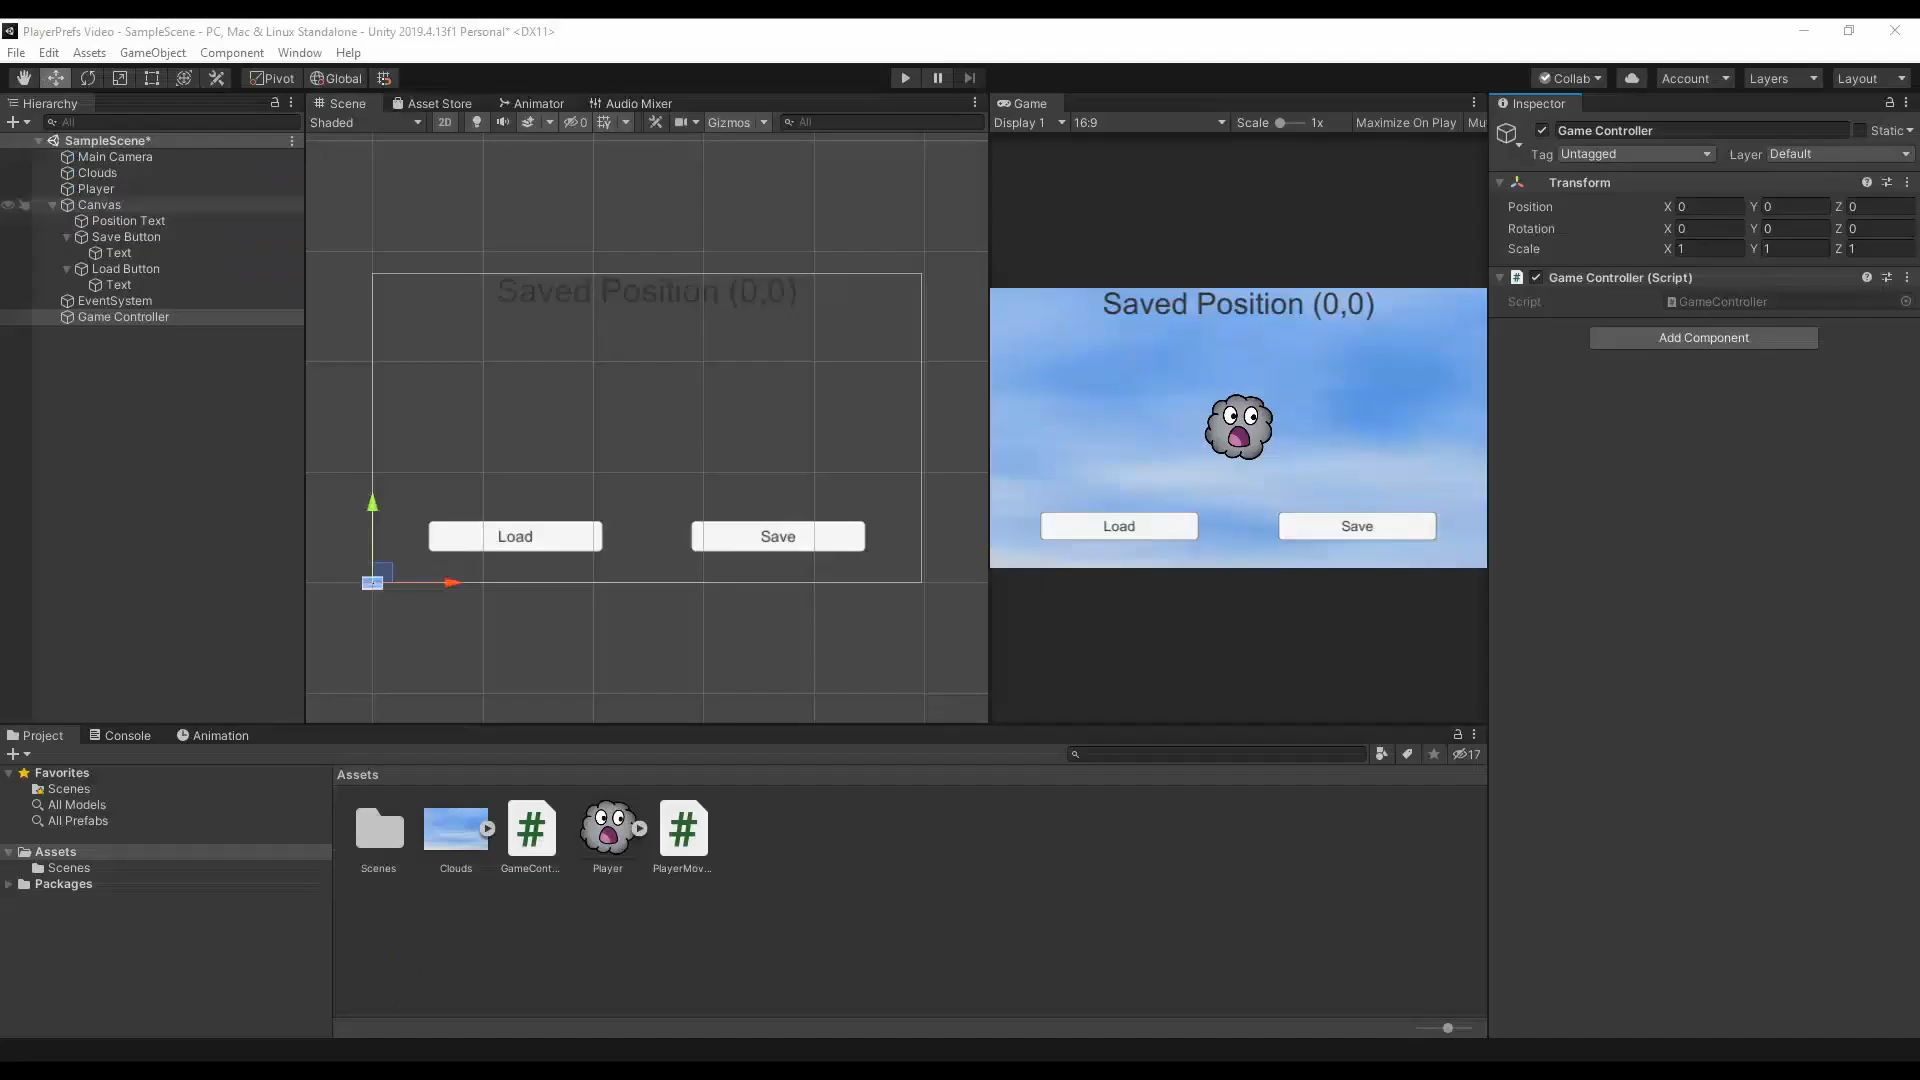 PlayerPrefs Video - SampleScene - PC, Mac & Linux Standalone - Unity 2019.4.13f1 Personal* <DX11>
File Edit Assets GameObject Component Window Help
Pivot Global Collab Account Layers Layout
Hierarchy
All
SampleScene*
Main Camera
Clouds
Player
Canvas
Position Text
Save Button
Text
Load Button
Text
EventSystem
Game Controller
Scene Asset Store Animator Audio Mixer
Shaded 2D 0 Gizmos All
Saved Position (0,0)
Load Save
Game
Display 1 16:9 Scale 1x Maximize On Play Mu
Saved Position (0,0)
Load Save
Inspector
Game Controller Static
Tag Untagged Layer Default
Transform
Position X 0 Y 0 Z 0
Rotation X 0 Y 0 Z 0
Scale X 1 Y 1 Z 1
# Game Controller (Script)
Script GameController
Add Component
Project Console Animation
17
Favorites
Scenes
All Models
All Prefabs
Assets
Scenes
Packages
Assets
# #
Scenes Clouds GameCont... Player PlayerMov...